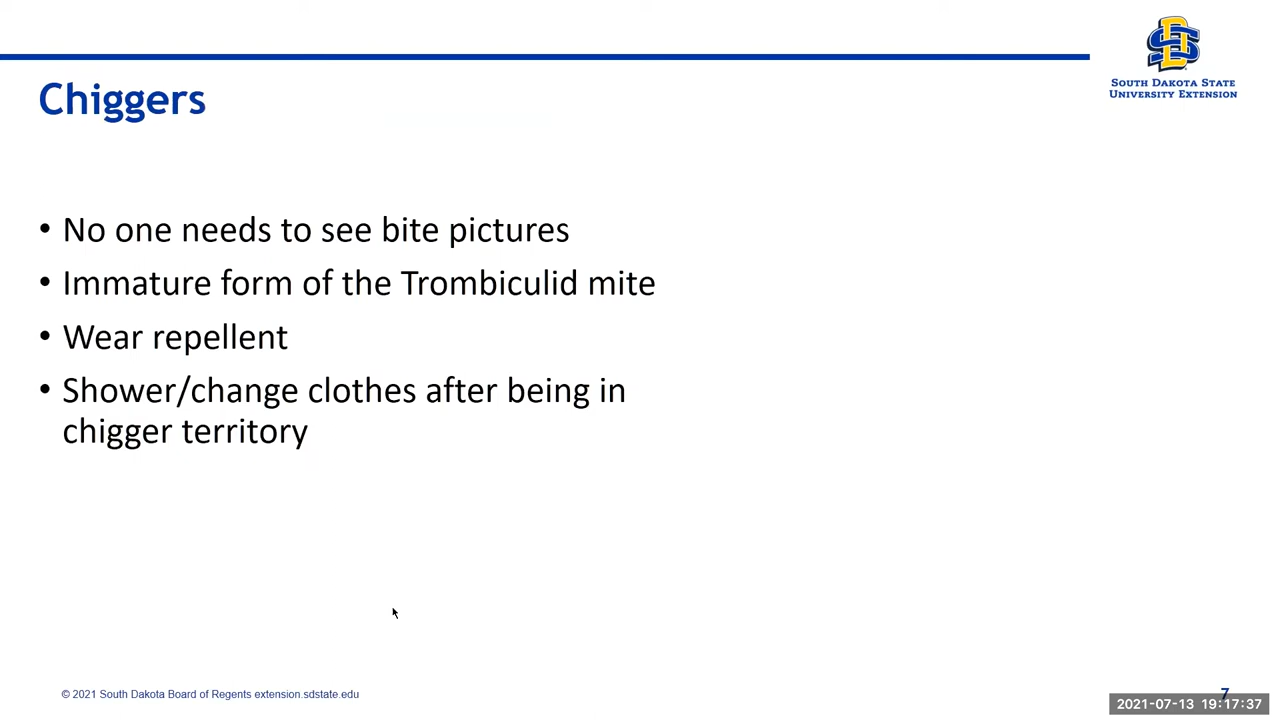 SOUTH DAKOTA STATE
UNIVERSITY EXTENSION
Chiggers
• No one needs to see bite pictures
• Immature form of the Trombiculid mite
• Wear repellent
• Shower/change clothes after being in
chigger territory
© 2021 South Dakota Board of Regents extension.sdstate.edu
7
2021-07-13 19:17:37